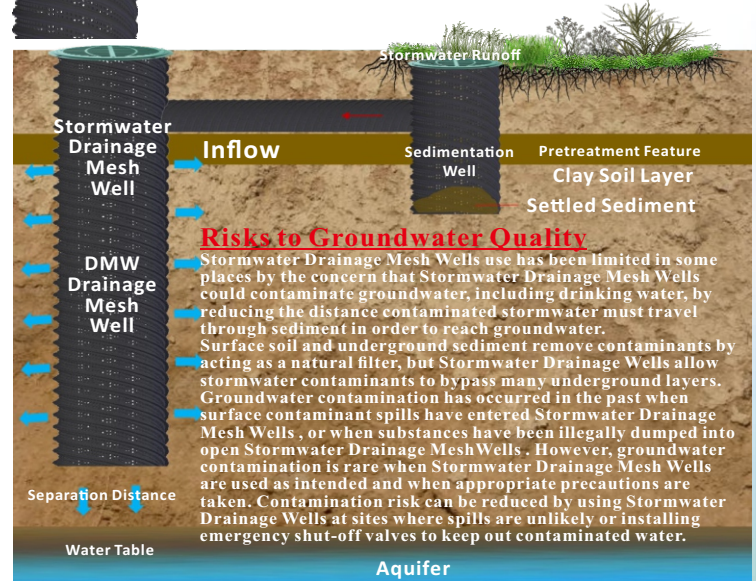 Stormwater Runoff
Stormwater
Drainage
Mesh
Well
Inflow
Sedimentation
Well
Pretreatment Feature
Clay Soil Layer
Settled Sediment
DMW
Drainage
Mesh
Well
Risks to Groundwater Quality
Stormwater Drainage Mesh Wells use has been limited in some
places by the concern that Stormwater Drainage Mesh Wells
could contaminate groundwater, including drinking water, by
reducing the distance contaminated stormwater must travel
through sediment in order to reach groundwater.
Surface soil and underground sediment remove contaminants by
acting as a natural filter, but Stormwater Drainage Wells allow
stormwater contaminants to bypass many underground layers.
Groundwater contamination has occurred in the past when
surface contaminant spills have entered Stormwater Drainage
Mesh Wells , or when substances have been illegally dumped into
open Stormwater Drainage MeshWells . However, groundwater
contamination is rare when Stormwater Drainage Mesh Wells
are used as intended and when appropriate precautions are
taken. Contamination risk can be reduced by using Stormwater
Drainage Wells at sites where spills are unlikely or installing
emergency shut-off valves to keep out contaminated water.
Separation Distance
Water Table
Aquifer